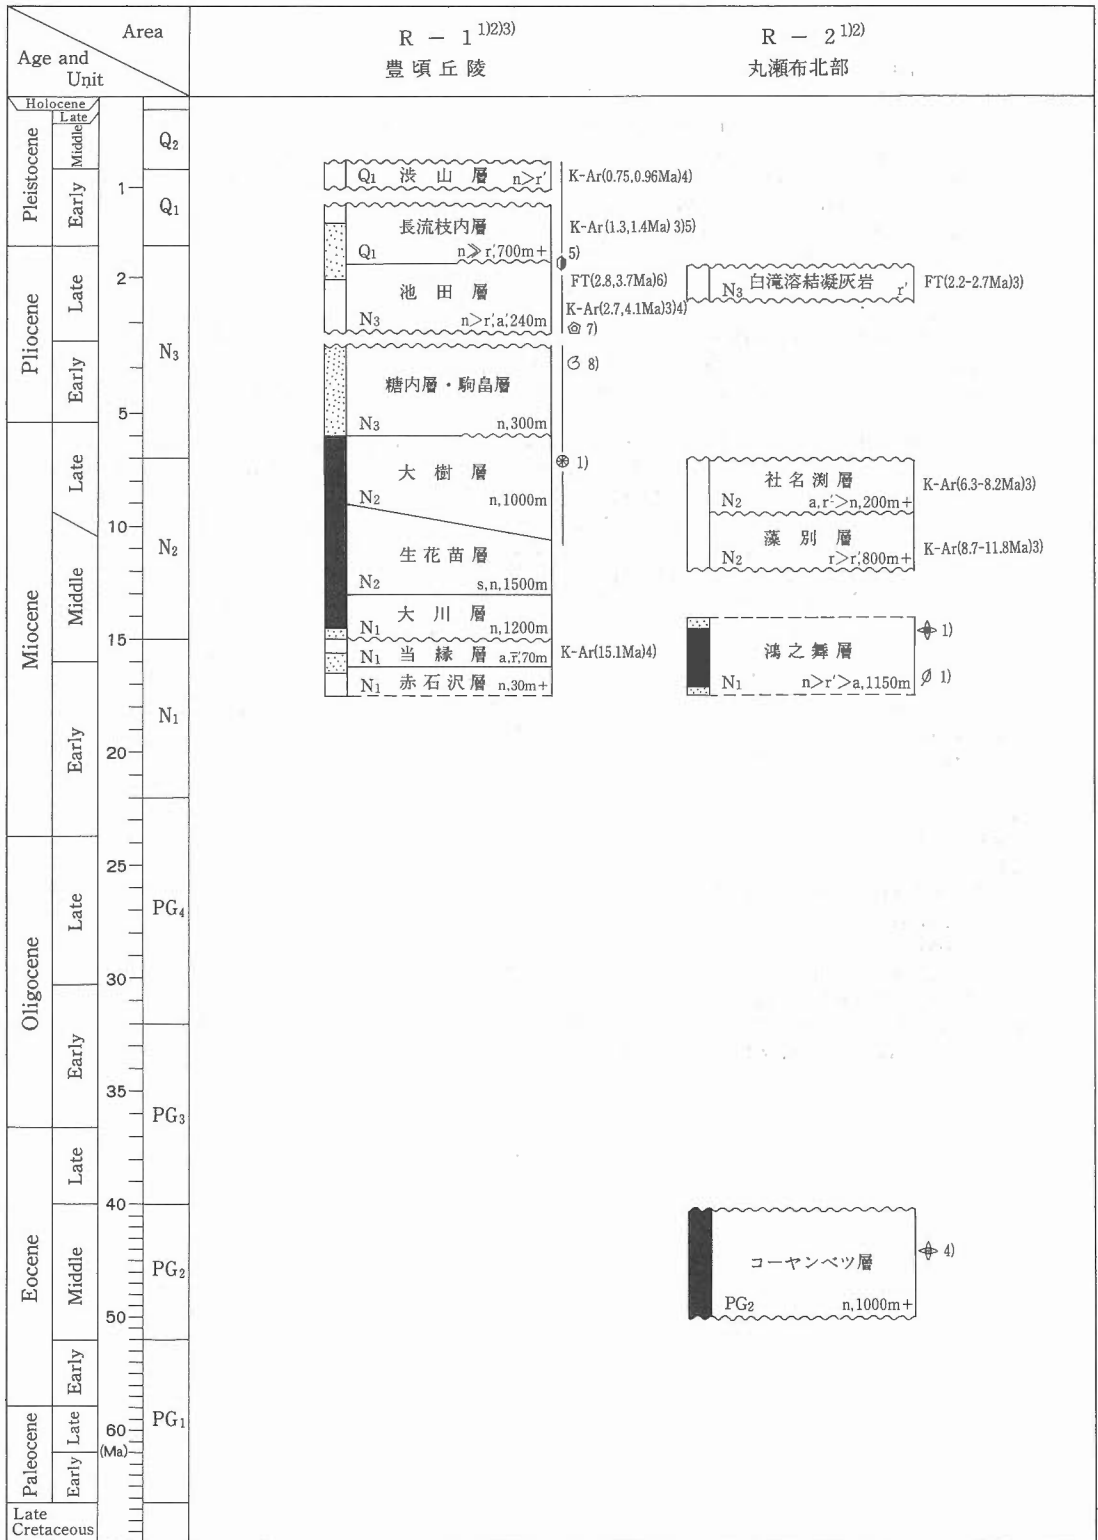 Area
Age and
Unit
R - 1 1)2)3)
豊頃丘陵
R - 2 1)2)
丸瀬布北部
Holocene
Pleistocene
Late
Middle
Early
Pliocene
Late
Early
Miocene
Late
Middle
Early
Oligocene
Late
Early
Eocene
Late
Middle
Early
Paleocene
Late
Early
Late
Cretaceous
1
2
5
10
15
20
25
30
35
40
50
60
(Ma)
Q2
Q1
N3
N2
N1
PG4
PG3
PG2
PG1
Q1 渋山層 n>r'
K-Ar(0.75,0.96Ma)4)
長流枝内層
Q1 n≫r',700m+
K-Ar(1.3,1.4Ma)3)5)
5)
池田層
N3 n>r',a',240m
FT(2.8,3.7Ma)6)
K-Ar(2.7,4.1Ma)3)4)
7)
糖内層・駒畠層
N3 n,300m
8)
大樹層
N2 n,1000m
1)
生花苗層
N2 s,n,1500m
大川層
N1 n,1200m
N1 当縁層 a,r',70m
K-Ar(15.1Ma)4)
N1 赤石沢層 n,30m+
N3 白滝溶結凝灰岩 r'
FT(2.2-2.7Ma)3)
社名渕層
N2 a,r'>n,200m+
K-Ar(6.3-8.2Ma)3)
藻別層
N2 r>r',800m+
K-Ar(8.7-11.8Ma)3)
鴻之舞層
N1 n>r'>a,1150m
1)
1)
コーヤンベツ層
PG2 n,1000m+
4)